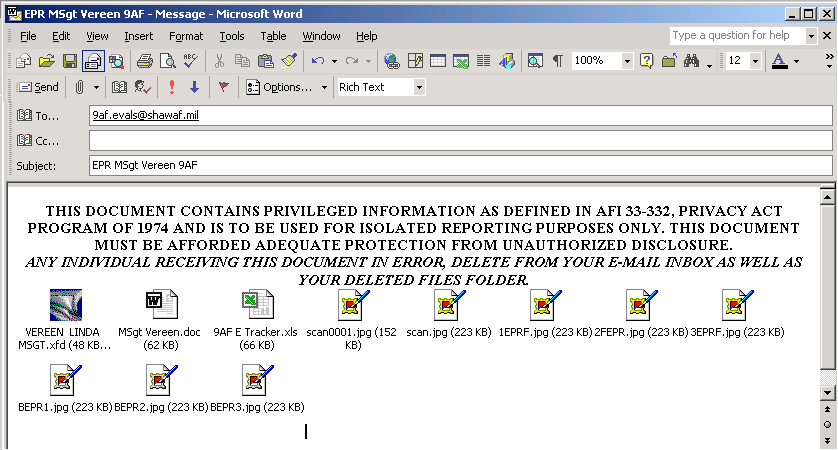 EPR MSgt Vereen 9AF - Message - Microsoft Word
File Edit View Insert Format Tools Table Window Help Type a question for help
100% 12 A
Send Options... Rich Text
To... 9af.evals@shawaf.mil
Cc...
Subject: EPR MSgt Vereen 9AF
THIS DOCUMENT CONTAINS PRIVILEGED INFORMATION AS DEFINED IN AFI 33-332, PRIVACY ACT
PROGRAM OF 1974 AND IS TO BE USED FOR ISOLATED REPORTING PURPOSES ONLY. THIS DOCUMENT
MUST BE AFFORDED ADEQUATE PROTECTION FROM UNAUTHORIZED DISCLOSURE.
ANY INDIVIDUAL RECEIVING THIS DOCUMENT IN ERROR, DELETE FROM YOUR E-MAIL INBOX AS WELL AS
YOUR DELETED FILES FOLDER.
VEREEN LINDA MSgt Vereen.doc 9AF E Tracker.xls scan0001.jpg (152 scan.jpg (223 KB) 1EPRF.jpg (223 KB) 2FEPR.jpg (223 KB) 3EPRF.jpg (223 KB)
MSGT.xfd (48 KB... (62 KB) (66 KB) KB)
BEPR1.jpg (223 KB) BEPR2.jpg (223 KB) BEPR3.jpg (223 KB)